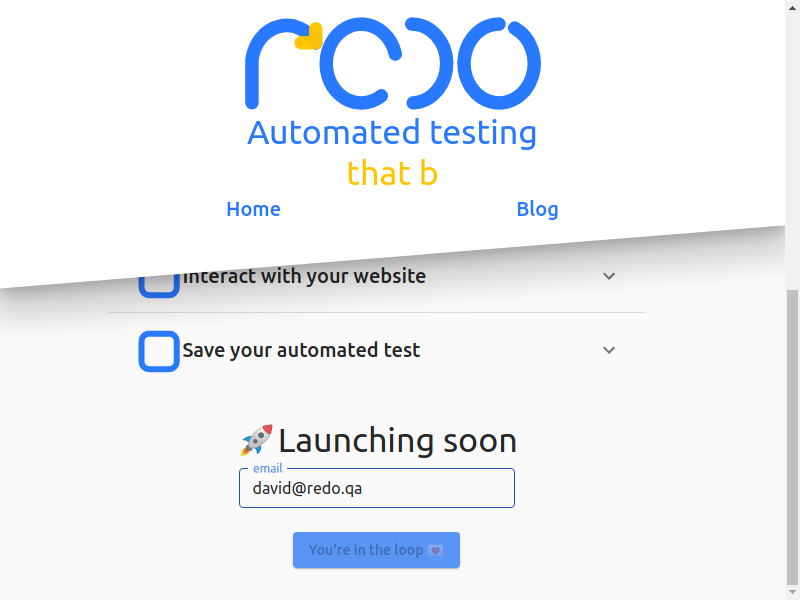 redo
Automated testing
that b
Home
Blog
Interact with your website
Save your automated test
🚀Launching soon
email
david@redo.qa
You're in the loop 💌